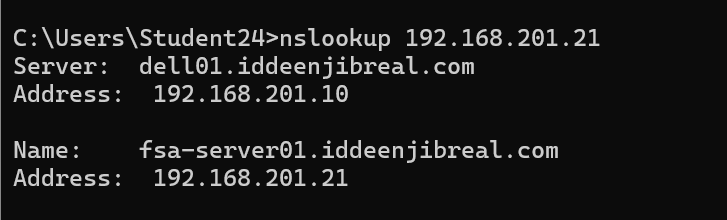 C:\Users\Student24>nslookup 192.168.201.21
Server:  dell01.iddeenjibreal.com
Address:  192.168.201.10
Name:    fsa-server01.iddeenjibreal.com
Address:  192.168.201.21